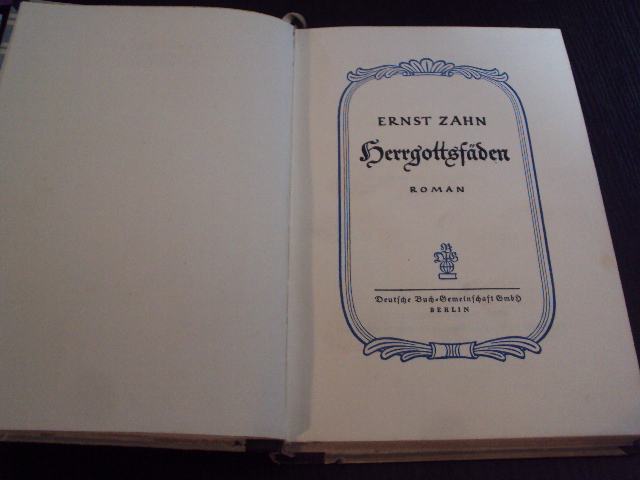 ERNST ZAHN
Herrgottsfäden
ROMAN
Deutsche Buch-Gemeinschaft GmbH
BERLIN